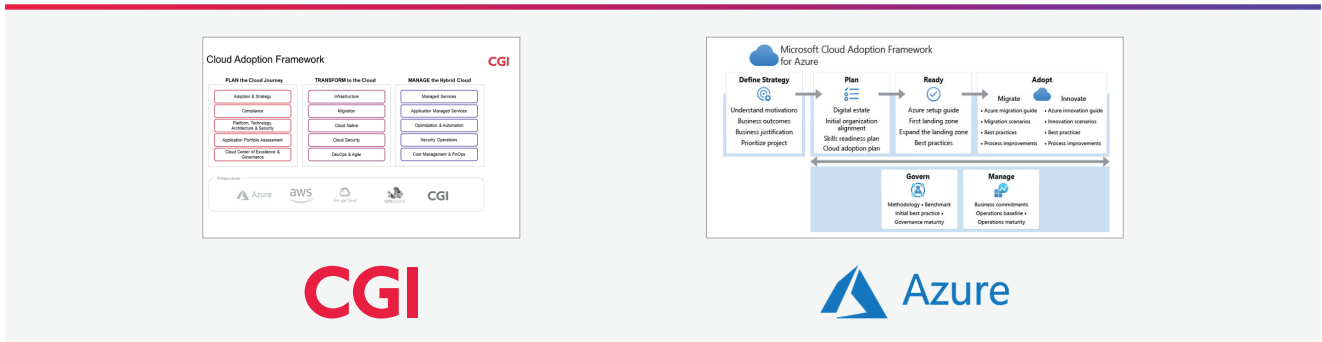 Cloud Adoption Framework
CGI
PLAN the Cloud Journey
Adoption & Strategy
Compliance
Platform, Technology,
Architecture & Security
Application Portfolio Assessment
Cloud Center of Excellence &
Governance
TRANSFORM to the Cloud
Infrastructure
Migration
Cloud Native
Cloud Security
DevOps & Agile
MANAGE the Hybrid Cloud
Managed Services
Application Managed Services
Optimization & Automation
Security Operations
Cost Management & FinOps
Primary clouds
Azure
aws
Google Cloud
vmware
CGI
CGI
Microsoft Cloud Adoption Framework
for Azure
Define Strategy
Understand motivations
Business outcomes
Business justification
Prioritize project
Plan
Digital estate
Initial organization
alignment
Skills readiness plan
Cloud adoption plan
Ready
Azure setup guide
First landing zone
Expand the landing zone
Best practices
Adopt
Migrate
• Azure migration guide
• Migration scenarios
• Best practices
• Process improvements
Innovate
• Azure innovation guide
• Innovation scenarios
• Best practices
• Process improvements
Govern
Methodology • Benchmark
Initial best practice •
Governance maturity
Manage
Business commitments
Operations baseline •
Operations maturity
Azure